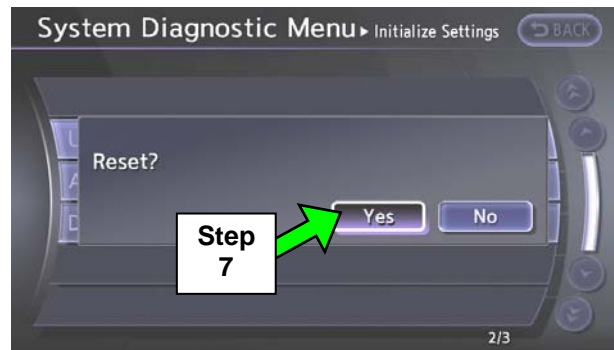 System Diagnostic Menu ▸ Initialize Settings BACK
U
A
D
Reset?
Yes No
Step
7
2/3